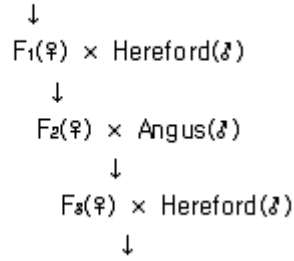 ↓
F₁(♀) × Hereford(♂)
↓
F₂(♀) × Angus(♂)
↓
F₃(♀) × Hereford(♂)
↓